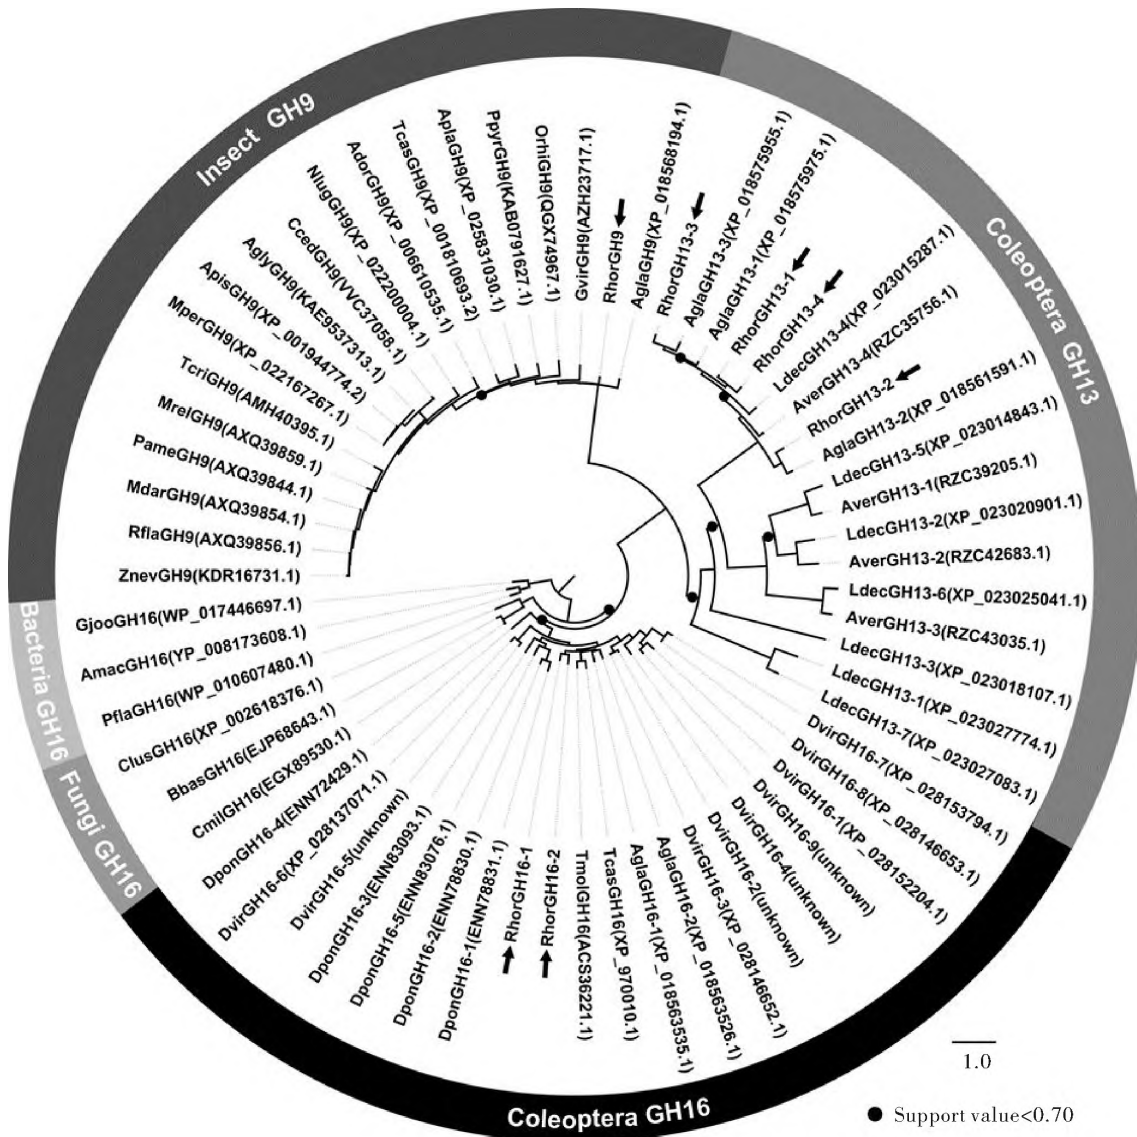 Insect GH9
Coleoptera GH13
Coleoptera GH16
Fungi GH16
Bacteria GH16
ZnevGH9(KDR16731.1)
RflaGH9(AXQ39856.1)
MdarGH9(AXQ39854.1)
PameGH9(AXQ39844.1)
MrelGH9(AXQ39859.1)
TcriGH9(AMH40395.1)
MperGH9(XP_022167267.1)
ApisGH9(XP_001944774.2)
AglyGH9(KAE9537313.1)
CcedGH9(VVC37058.1)
NlugGH9(XP_022200004.1)
AdorGH9(XP_006610535.1)
TcasGH9(XP_001810693.2)
AplaGH9(XP_025831030.1)
PpyrGH9(KAB0791627.1)
OrhiGH9(QGX74967.1)
GvirGH9(AZH23717.1)
RhorGH9
AglaGH9(XP_018568194.1)
RhorGH13-3
AglaGH13-3(XP_018575955.1)
AglaGH13-1(XP_018575975.1)
RhorGH13-1
RhorGH13-4
LdecGH13-4(XP_023015287.1)
AverGH13-4(RZC35756.1)
RhorGH13-2
AglaGH13-2(XP_018561591.1)
LdecGH13-5(XP_023014843.1)
AverGH13-1(RZC39205.1)
LdecGH13-2(XP_023020901.1)
AverGH13-2(RZC42683.1)
LdecGH13-6(XP_023025041.1)
AverGH13-3(RZC43035.1)
LdecGH13-3(XP_023018107.1)
LdecGH13-1(XP_023027774.1)
LdecGH13-7(XP_023027083.1)
DvirGH16-7(XP_028153794.1)
DvirGH16-8(XP_028146653.1)
DvirGH16-1(XP_028152204.1)
DvirGH16-9(unknown)
DvirGH16-4(unknown)
DvirGH16-2(unknown)
DvirGH16-3(XP_028146652.1)
AglaGH16-2(XP_018563526.1)
AglaGH16-1(XP_018563535.1)
TcasGH16(XP_970010.1)
TmolGH16(ACS36221.1)
RhorGH16-2
RhorGH16-1
DponGH16-1(ENN78831.1)
DponGH16-2(ENN78830.1)
DponGH16-5(ENN83076.1)
DponGH16-3(ENN83093.1)
DvirGH16-5(unknown)
DvirGH16-6(XP_028137071.1)
DponGH16-4(ENN72429.1)
CmilGH16(EGX89530.1)
BbasGH16(EJP68643.1)
ClusGH16(XP_002618376.1)
PflaGH16(WP_010607480.1)
AmacGH16(YP_008173608.1)
GjooGH16(WP_017446697.1)
1.0
Support value<0.70